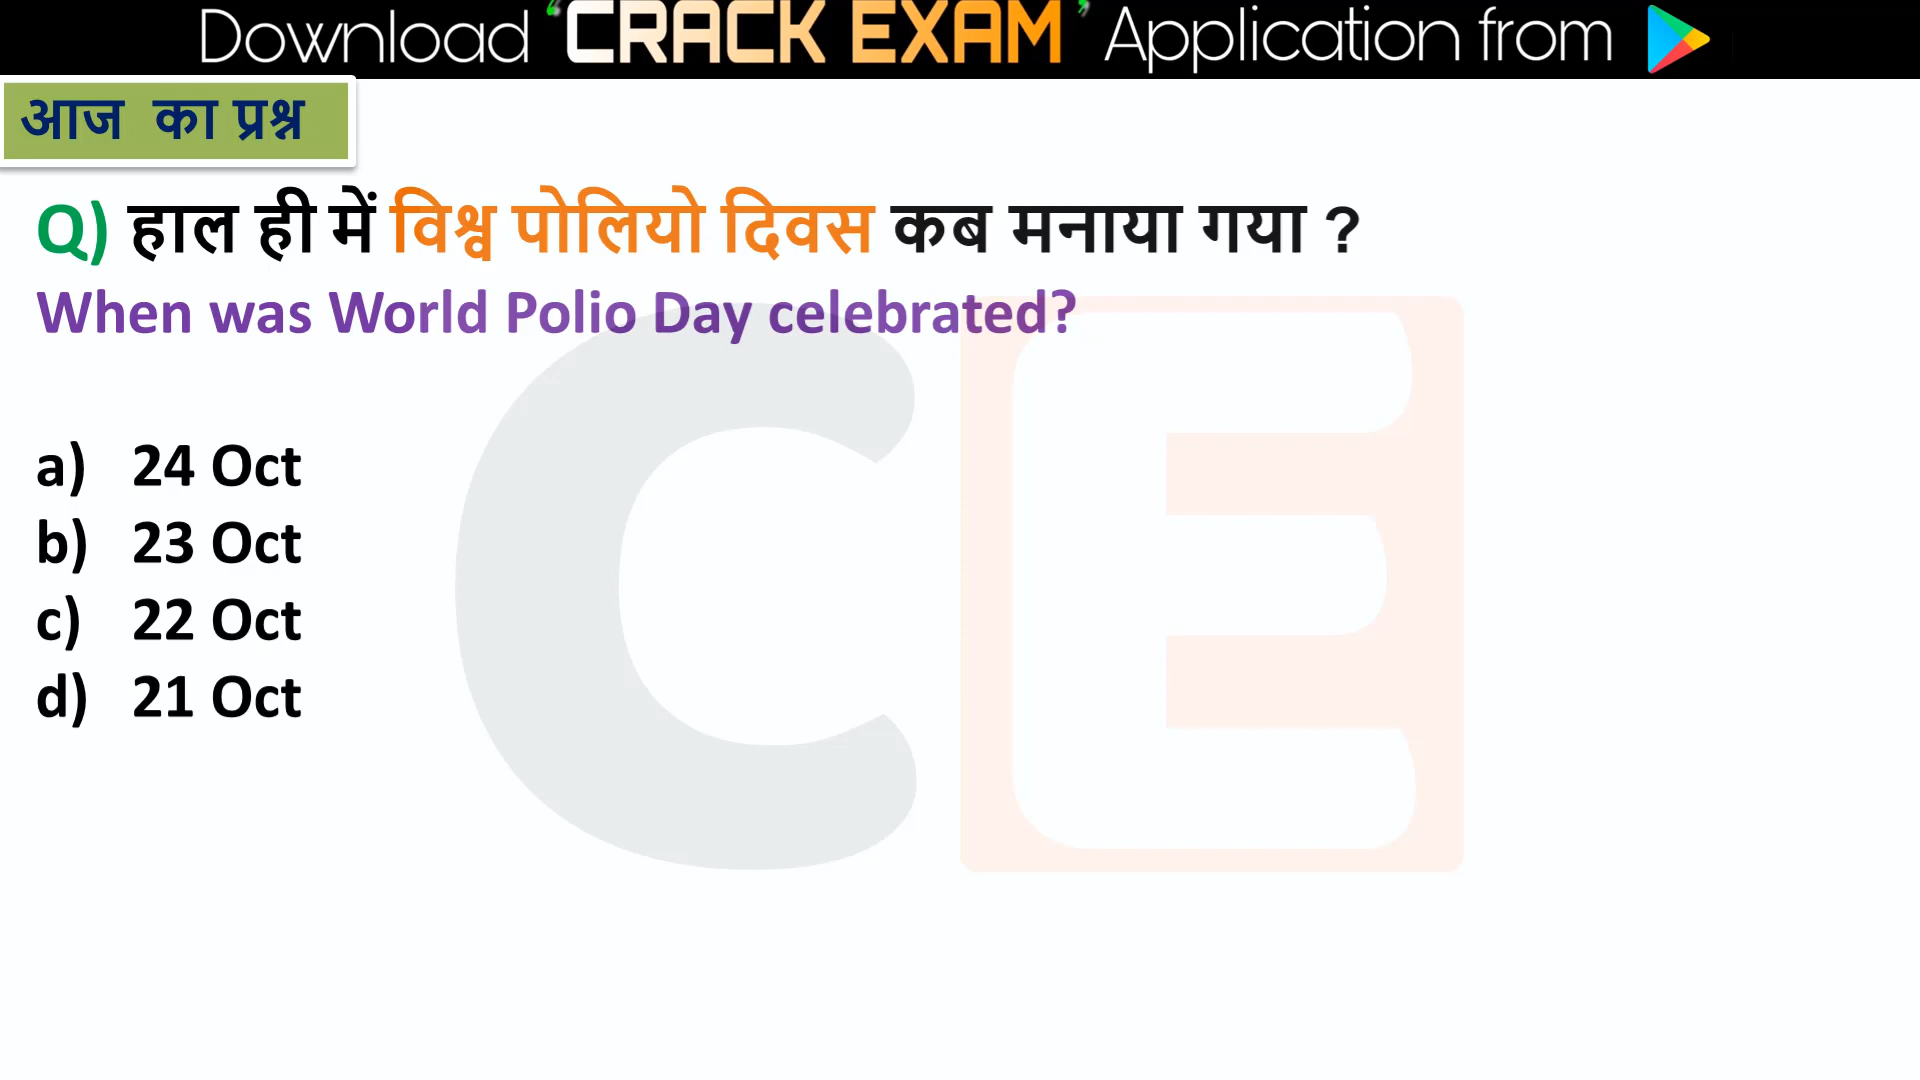 Download ‘CRACK EXAM’ Application from
आज का प्रश्न
Q) हाल ही में विश्व पोलियो दिवस कब मनाया गया ?
When was World Polio Day celebrated?
a) 24 Oct
b) 23 Oct
c) 22 Oct
d) 21 Oct
CE